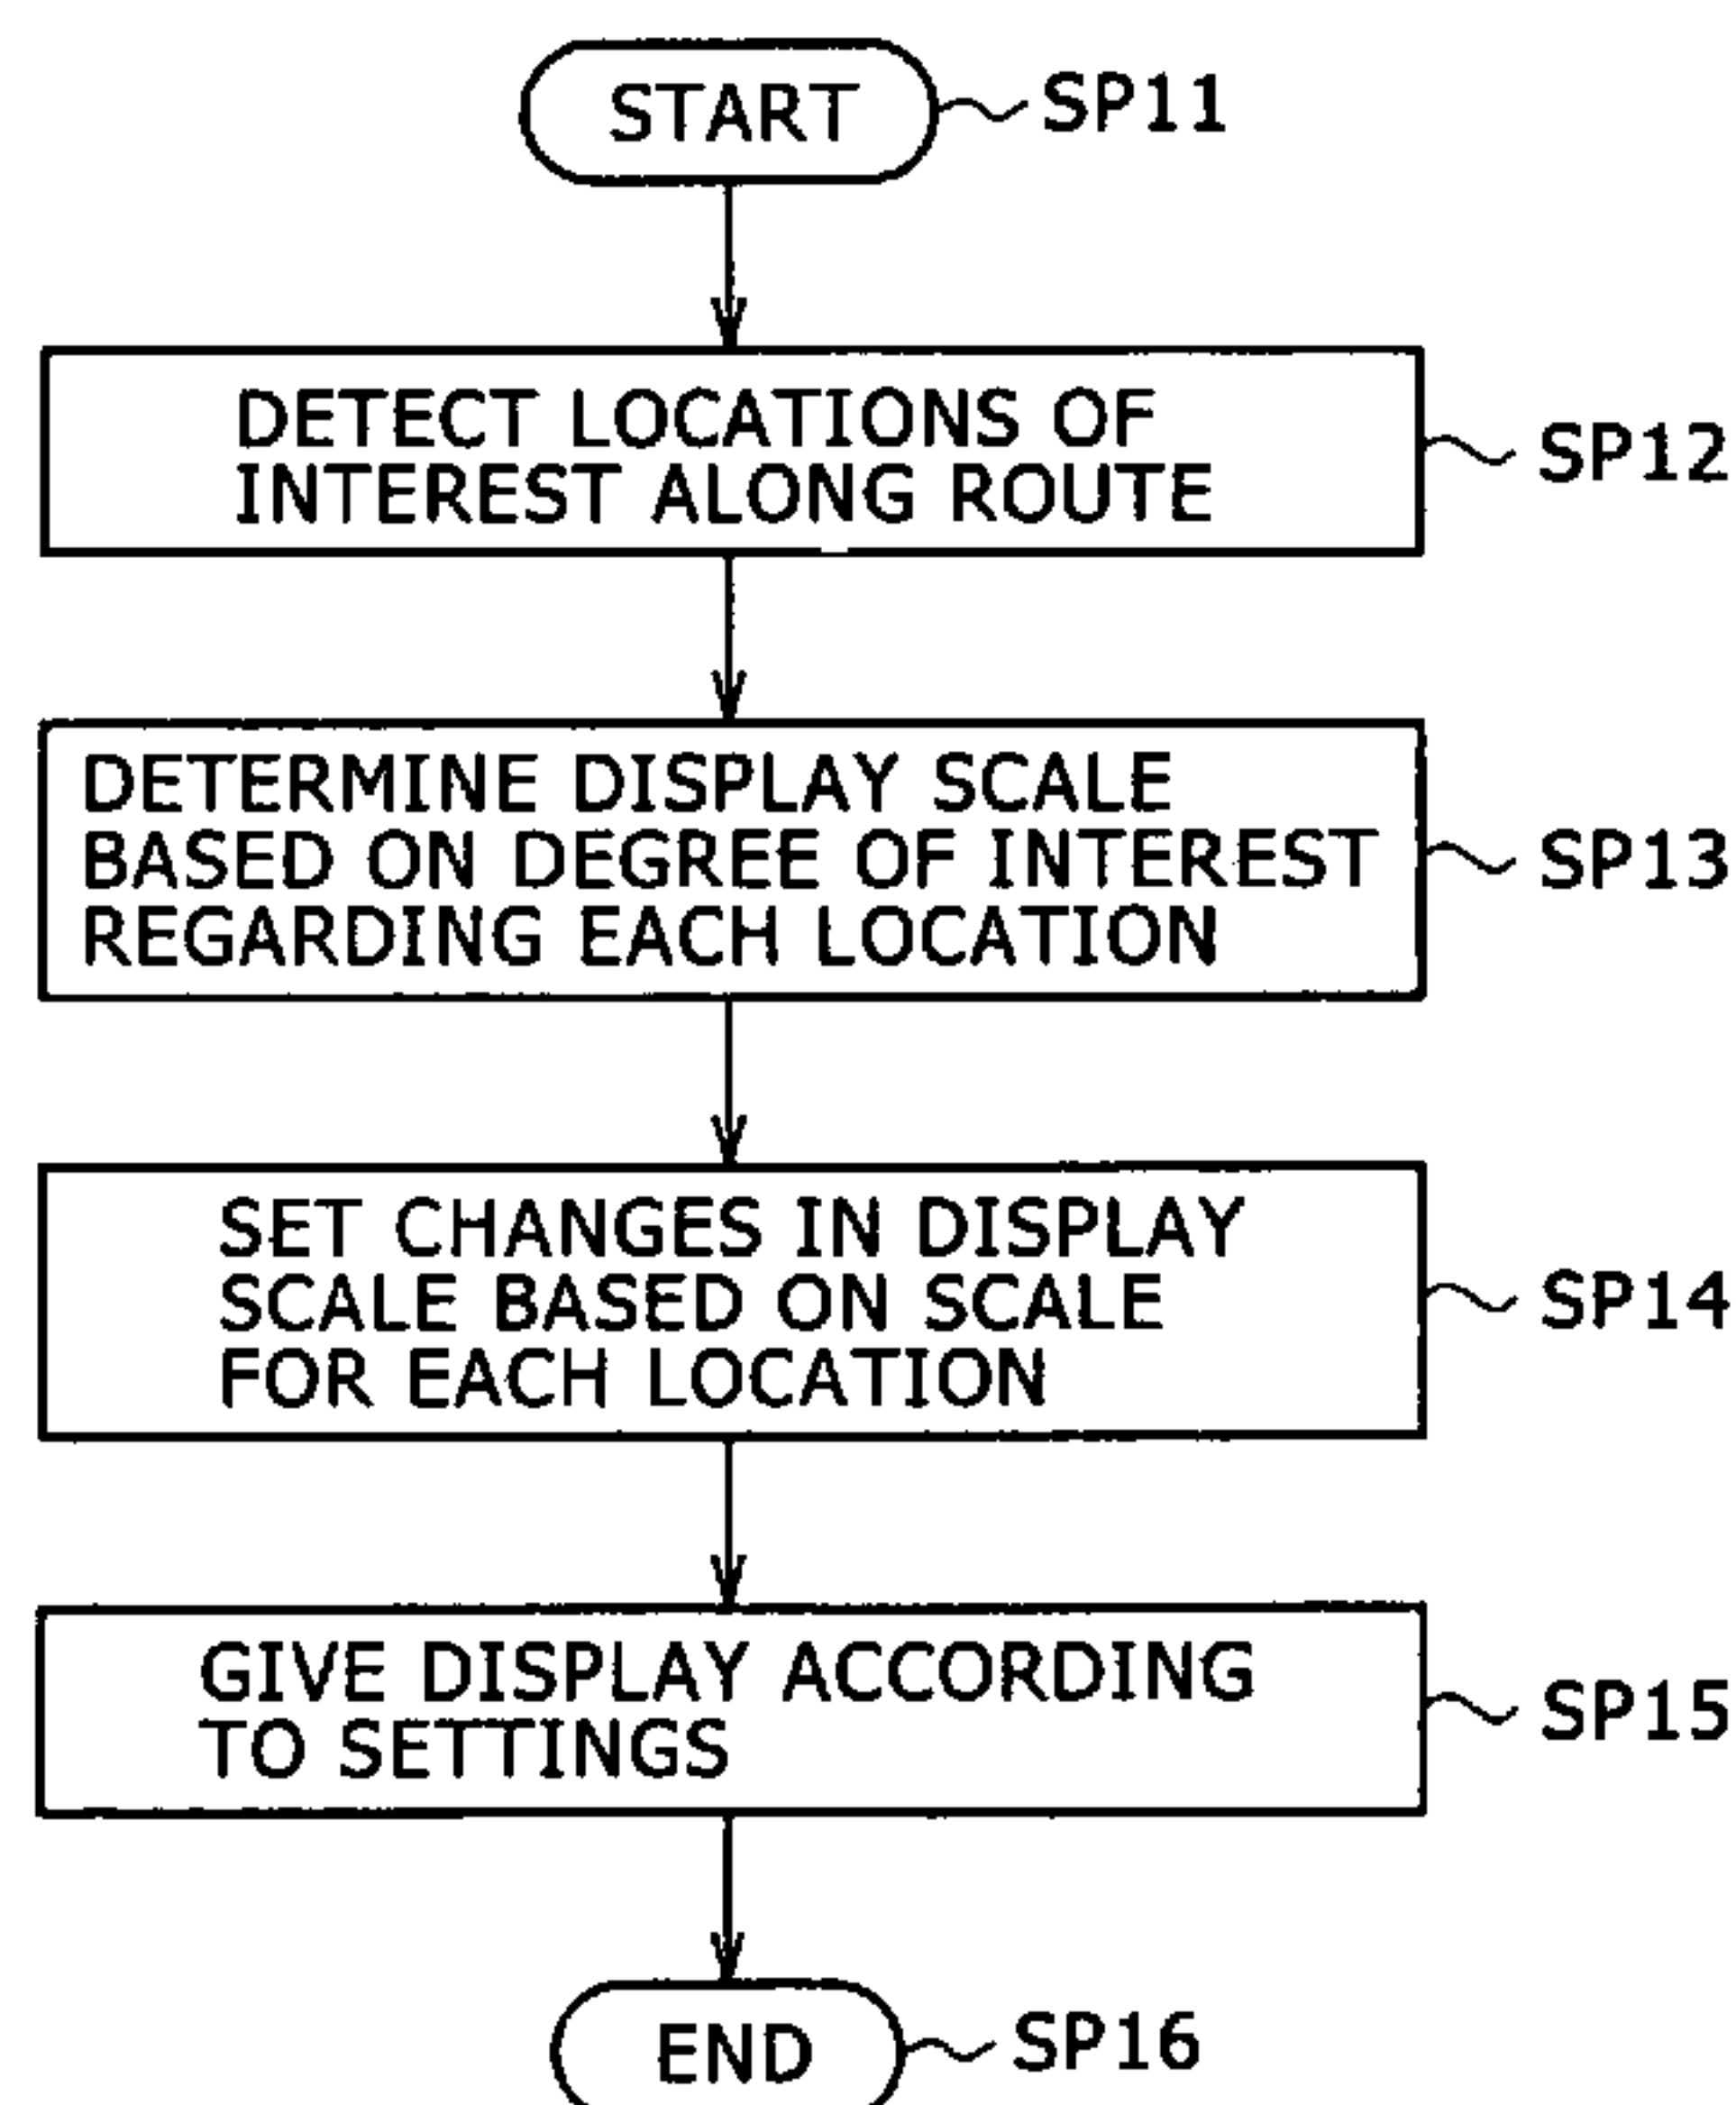 START
SP11
DETECT LOCATIONS OF
INTEREST ALONG ROUTE
SP12
DETERMINE DISPLAY SCALE
BASED ON DEGREE OF INTEREST
REGARDING EACH LOCATION
SP13
SET CHANGES IN DISPLAY
SCALE BASED ON SCALE
FOR EACH LOCATION
SP14
GIVE DISPLAY ACCORDING
TO SETTINGS
SP15
END
SP16